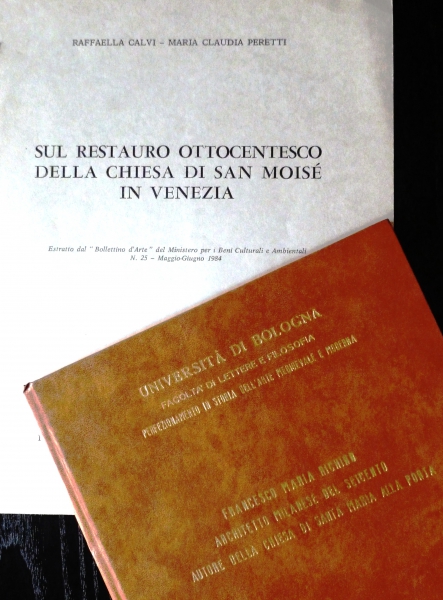 RAFFAELLA CALVI – MARIA CLAUDIA PERETTI
SUL RESTAURO OTTOCENTESCO
DELLA CHIESA DI SAN MOISÉ
IN VENEZIA
Estratto dal "Bollettino d'Arte" del Ministero per i Beni Culturali e Ambientali
N. 25 – Maggio-Giugno 1984
UNIVERSITÀ DI BOLOGNA
FACOLTA' DI LETTERE E FILOSOFIA
PERFEZIONAMENTO IN STORIA DELL'ARTE MEDIOEVALE E MODERNA
FRANCESCO MARIA RICHINO
ARCHITETTO MILANESE DEL SEICENTO
AUTORE DELLA CHIESA DI SANTA MARIA ALLA PORTA